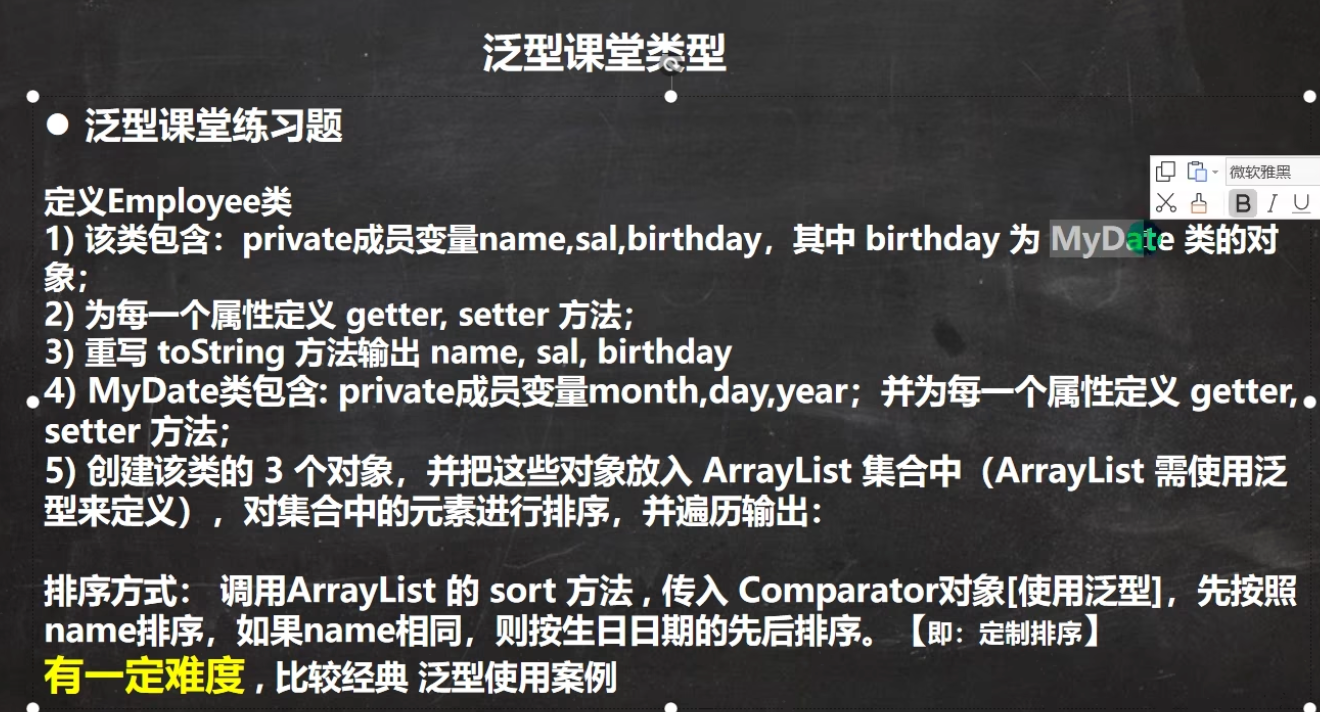 泛型课堂类型
● 泛型课堂练习题
微软雅黑
B I U
定义Employee类
1) 该类包含：private成员变量name,sal,birthday，其中 birthday 为 MyDate 类的对
象；
2) 为每一个属性定义 getter, setter 方法；
3) 重写 toString 方法输出 name, sal, birthday
4) MyDate类包含: private成员变量month,day,year；并为每一个属性定义 getter,
setter 方法；
5) 创建该类的 3 个对象，并把这些对象放入 ArrayList 集合中（ArrayList 需使用泛
型来定义），对集合中的元素进行排序，并遍历输出：
排序方式： 调用ArrayList 的 sort 方法 , 传入 Comparator对象[使用泛型]，先按照
name排序，如果name相同，则按生日日期的先后排序。【即：定制排序】
有一定难度 , 比较经典 泛型使用案例